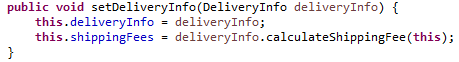 public void setDeliveryInfo(DeliveryInfo deliveryInfo) {
    this.deliveryInfo = deliveryInfo;
    this.shippingFees = deliveryInfo.calculateShippingFee(this);
}